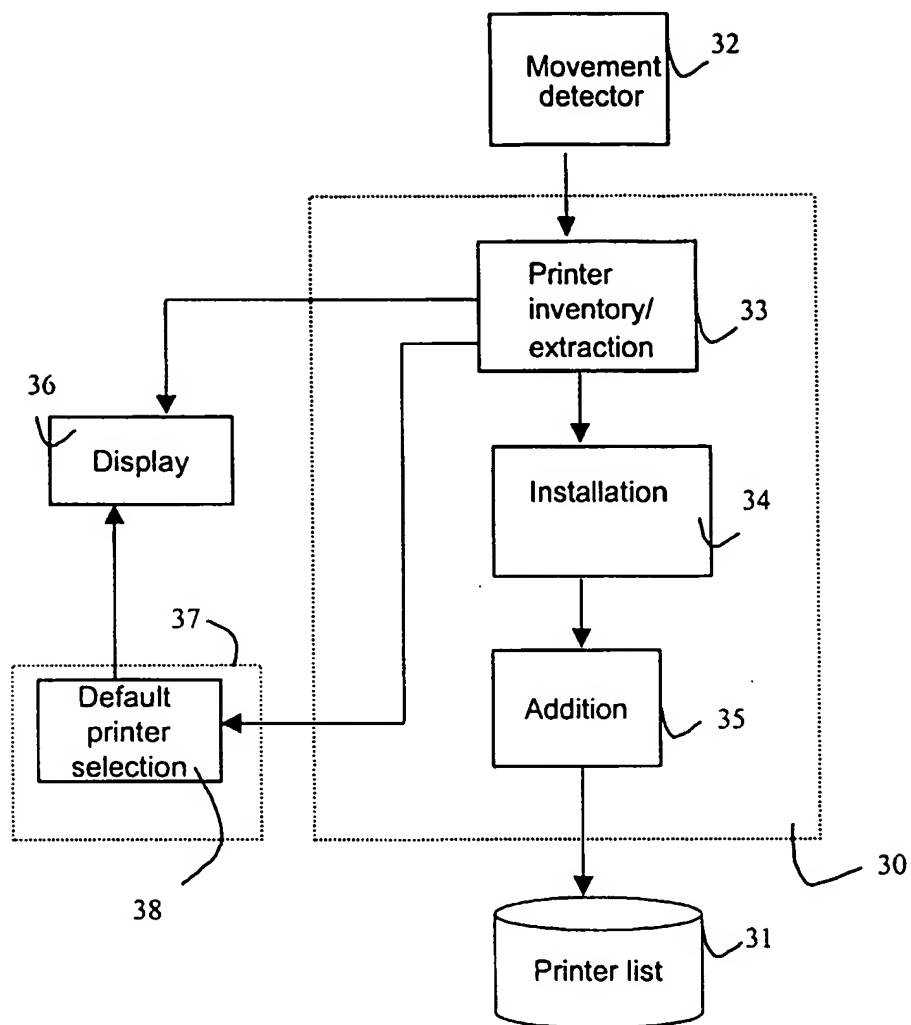 32
Movement
detector
Printer
inventory/
extraction
33
36
Display
Installation
34
37
Default
printer
selection
Addition
35
38
30
31
Printer list